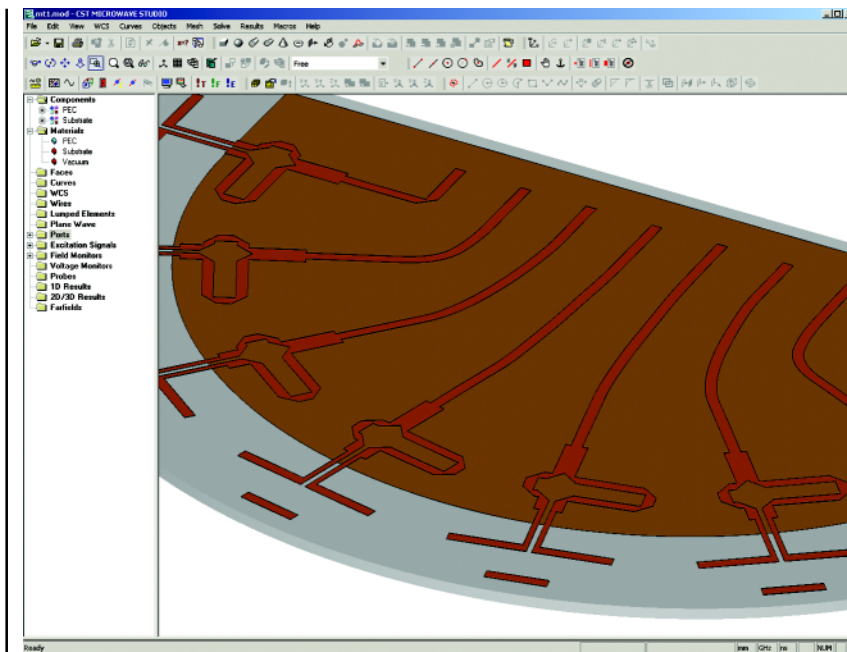 mt1.mod - CST MICROWAVE STUDIO
File Edit View WCS Curves Objects Mesh Solve Results Macros Help
Free
Components
PEC
Substrate
Materials
PEC
Substrate
Vacuum
Faces
Curves
WCS
Wires
Lumped Elements
Plane Wave
Ports
Excitation Signals
Field Monitors
Voltage Monitors
Probes
1D Results
2D/3D Results
Farfields
Ready mm GHz ns NUM